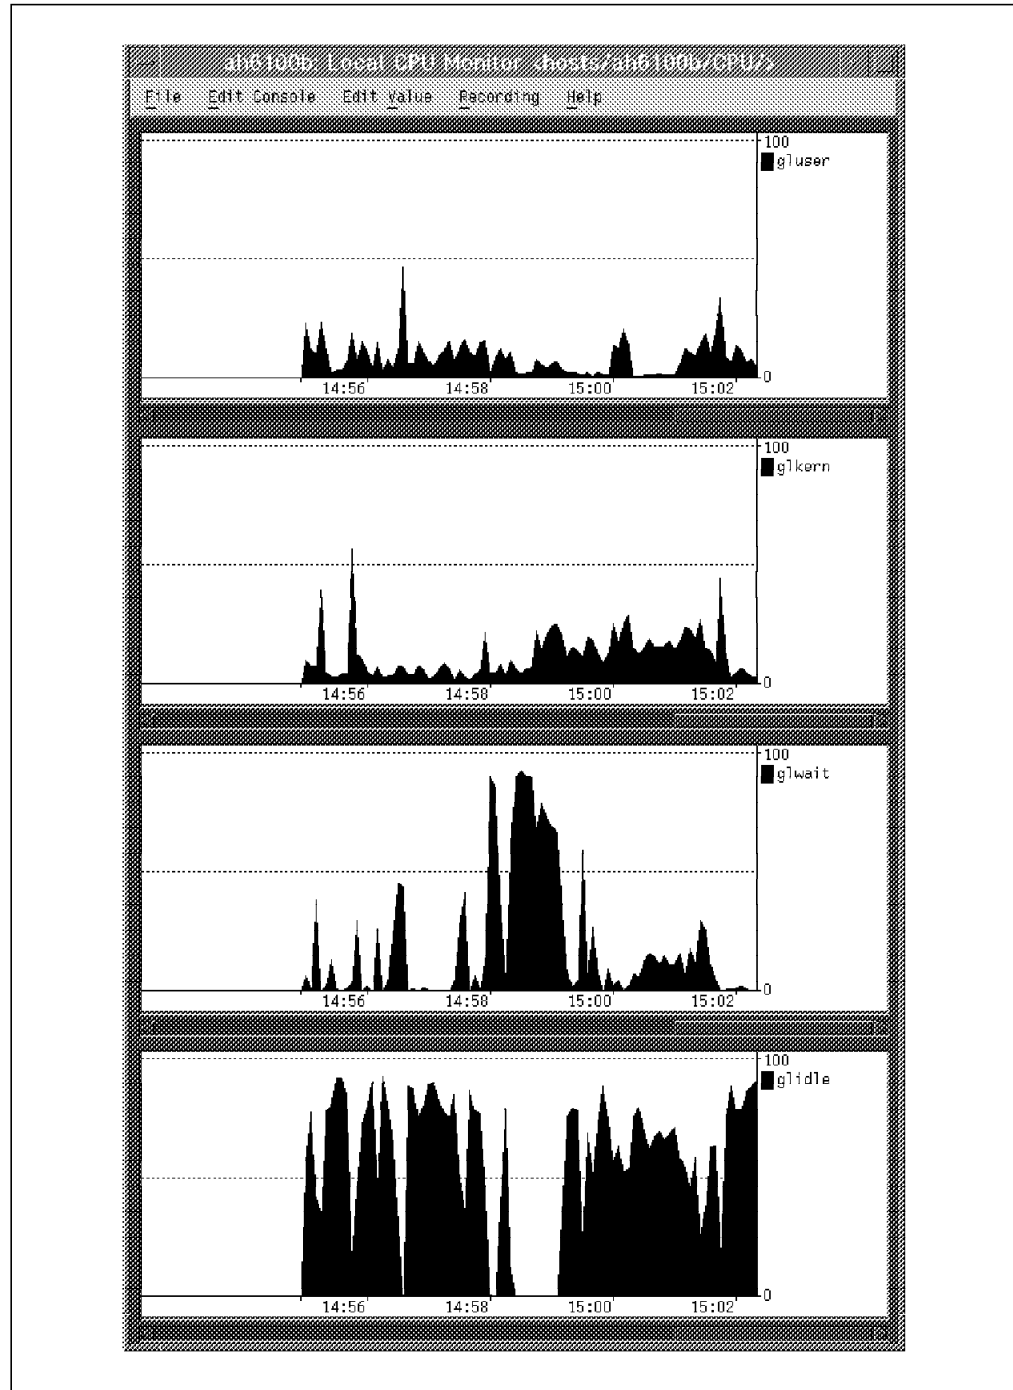 ah6100b: Local CPU Monitor <hosts/ah6100b/CPU/>
File Edit Console Edit Value Recording Help
100
gluser
0
14:56 14:58 15:00 15:02
100
glkern
0
14:56 14:58 15:00 15:02
100
glwait
0
14:56 14:58 15:00 15:02
100
glidle
0
14:56 14:58 15:00 15:02